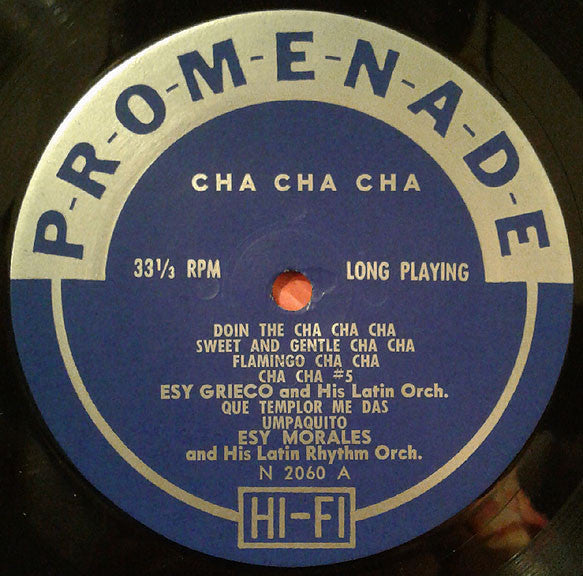 P-R-O-M-E-N-A-D-E
CHA CHA CHA
33⅓ RPM LONG PLAYING
DOIN THE CHA CHA CHA
SWEET AND GENTLE CHA CHA
FLAMINGO CHA CHA
CHA CHA #5
ESY GRIECO and His Latin Orch.
QUE TEMPLOR ME DAS
UMPAQUITO
ESY MORALES
and His Latin Rhythm Orch.
N 2060 A
HI-FI